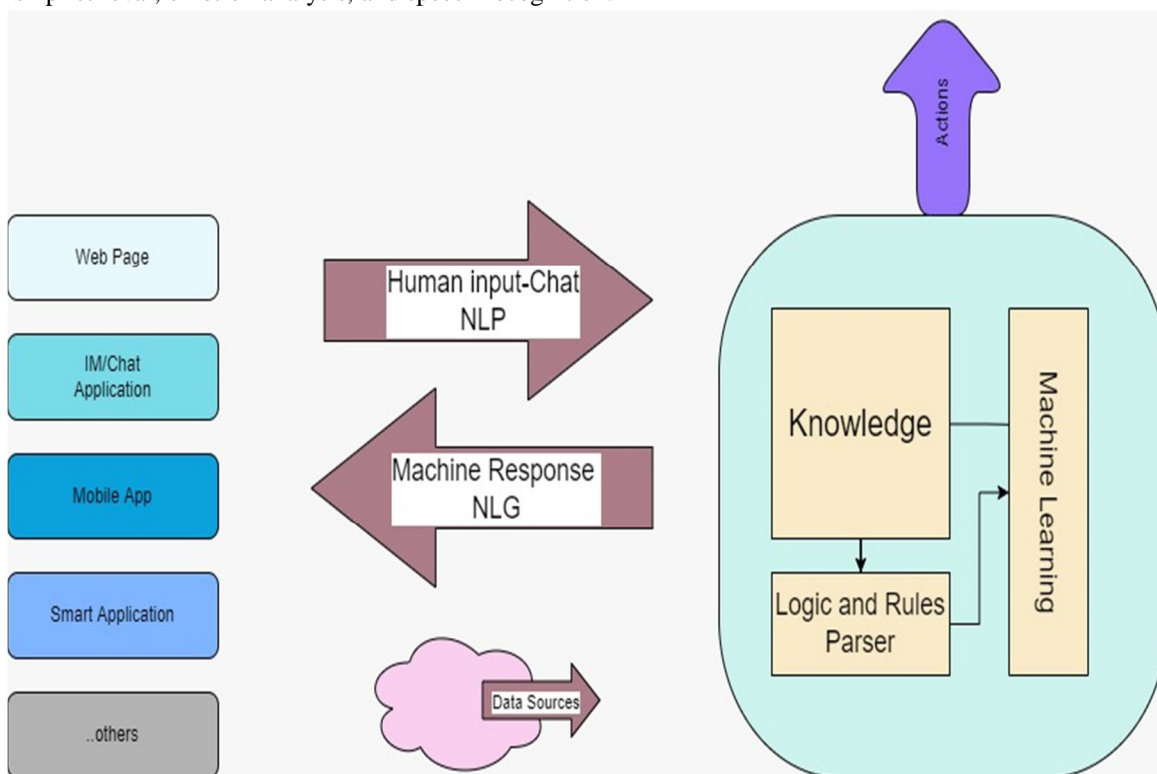 Actions
Web Page
Human input-Chat
NLP
IM/Chat
Application
Knowledge
Machine Learning
Machine Response
NLG
Mobile App
Smart Application
Logic and Rules
Parser
Data Sources
..others